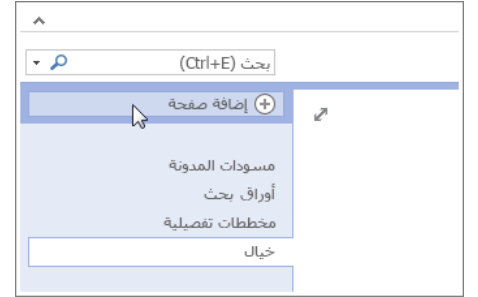 بحث (Ctrl+E)
إضافة صفحة
مسودات المدونة
أوراق بحث
مخططات تفصيلية
خيال